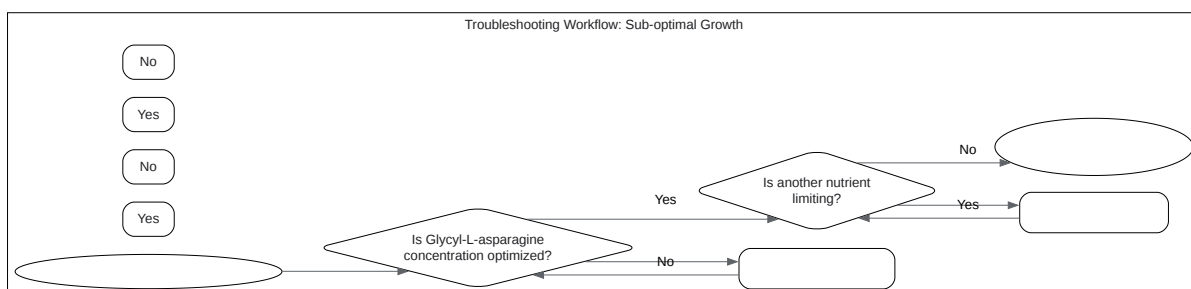 Troubleshooting Workflow: Sub-optimal Growth
No
Yes
No
Yes
No
Is another nutrient
limiting?
Yes
Yes
Is Glycyl-L-asparagine
concentration optimized?
No